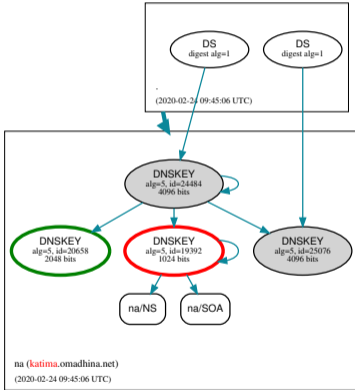 DS
digest alg=1
DS
digest alg=1
.
(2020-02-24 09:45:06 UTC)
DNSKEY
alg=5, id=24484
4096 bits
DNSKEY
alg=5, id=20658
2048 bits
DNSKEY
alg=5, id=19392
1024 bits
DNSKEY
alg=5, id=25076
4096 bits
na/NS
na/SOA
na (katima.omadhina.net)
(2020-02-24 09:45:06 UTC)